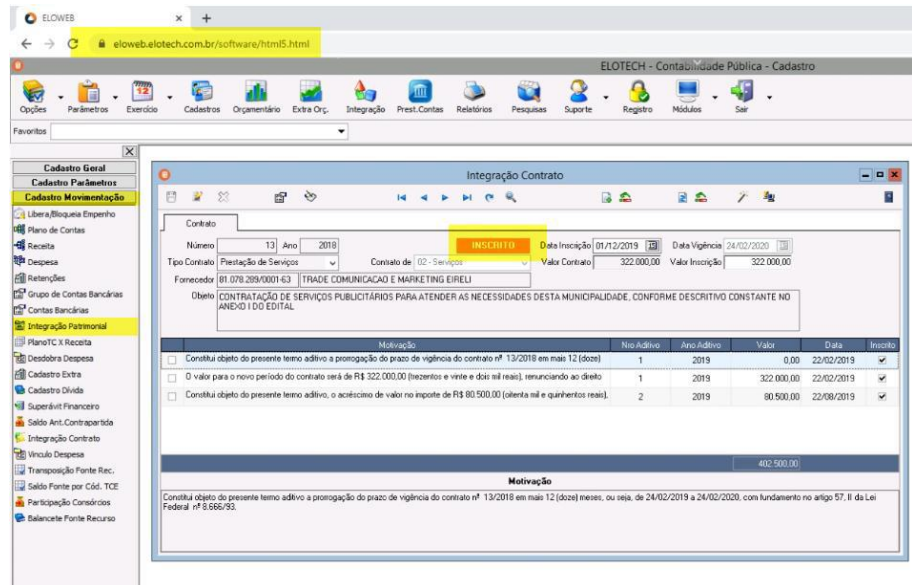 ELOWEB
eloweb.elotech.com.br/software/html5.html
ELOTECH - Contabilidade Pública - Cadastro
Opções Parâmetros Exercício Cadastros Orçamentário Extra Orç. Integração Prest.Contas Relatórios Pesquisas Suporte Registro Módulos Sair
Favoritos
Cadastro Geral
Cadastro Parâmetros
Cadastro Movimentação
Libera/Bloqueia Empenho
Plano de Contas
Receita
Despesa
Retenções
Grupo de Contas Bancárias
Contas Bancárias
Integração Patrimonial
PlanoTC X Receita
Desdobra Despesa
Cadastro Extra
Cadastro Dívida
Superávit Financeiro
Saldo Ant.Contrapartida
Integração Contrato
Vinculo Despesa
Transposição Fonte Rec.
Saldo Fonte por Cód. TCE
Participação Consórcios
Balancete Fonte Recurso
Integração Contrato
Contrato
Número 13 Ano 2018 INSCRITO Data Inscrição 01/12/2019 Data Vigência 24/02/2020
Tipo Contrato Prestação de Serviços Contrato de 02 - Serviços Valor Contrato 322.000,00 Valor Inscrição 322.000,00
Fornecedor 81.078.289/0001-63 TRADE COMUNICACAO E MARKETING EIRELI
Objeto CONTRATAÇÃO DE SERVIÇOS PUBLICITÁRIOS PARA ATENDER AS NECESSIDADES DESTA MUNICIPALIDADE, CONFORME DESCRITIVO CONSTANTE NO
ANEXO I DO EDITAL
Motivação Nro Aditivo Ano Aditivo Valor Data Inscrito
Constitui objeto do presente termo aditivo a prorrogação do prazo de vigência do contrato nº 13/2018 em mais 12 (doze) 1 2019 0,00 22/02/2019
O valor para o novo período do contrato será de R$ 322.000,00 (trezentos e vinte e dois mil reais), renunciando ao direito 1 2019 322.000,00 22/02/2019
Constitui objeto do presente termo aditivo, o acréscimo de valor no importe de R$ 80.500,00 (oitenta mil e quinhentos reais), 2 2019 80.500,00 22/08/2019
402.500,00
Motivação
Constitui objeto do presente termo aditivo a prorrogação do prazo de vigência do contrato nº 13/2018 em mais 12 (doze) meses, ou seja, de 24/02/2019 a 24/02/2020, com fundamento no artigo 57, II da Lei
Federal nº 8.666/93.